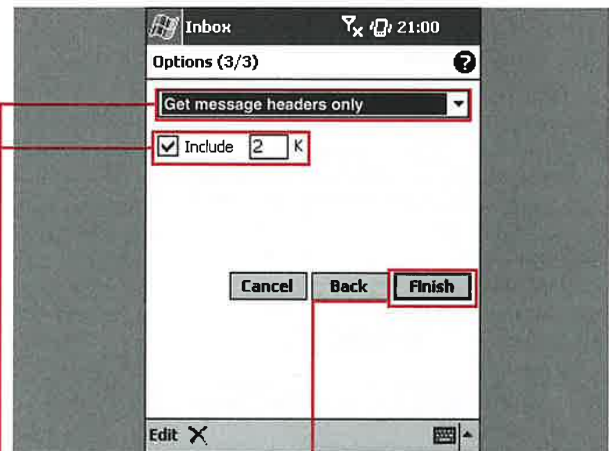 Inbox 21:00
Options (3/3)
Get message headers only
Include 2 K
Cancel Back Finish
Edit